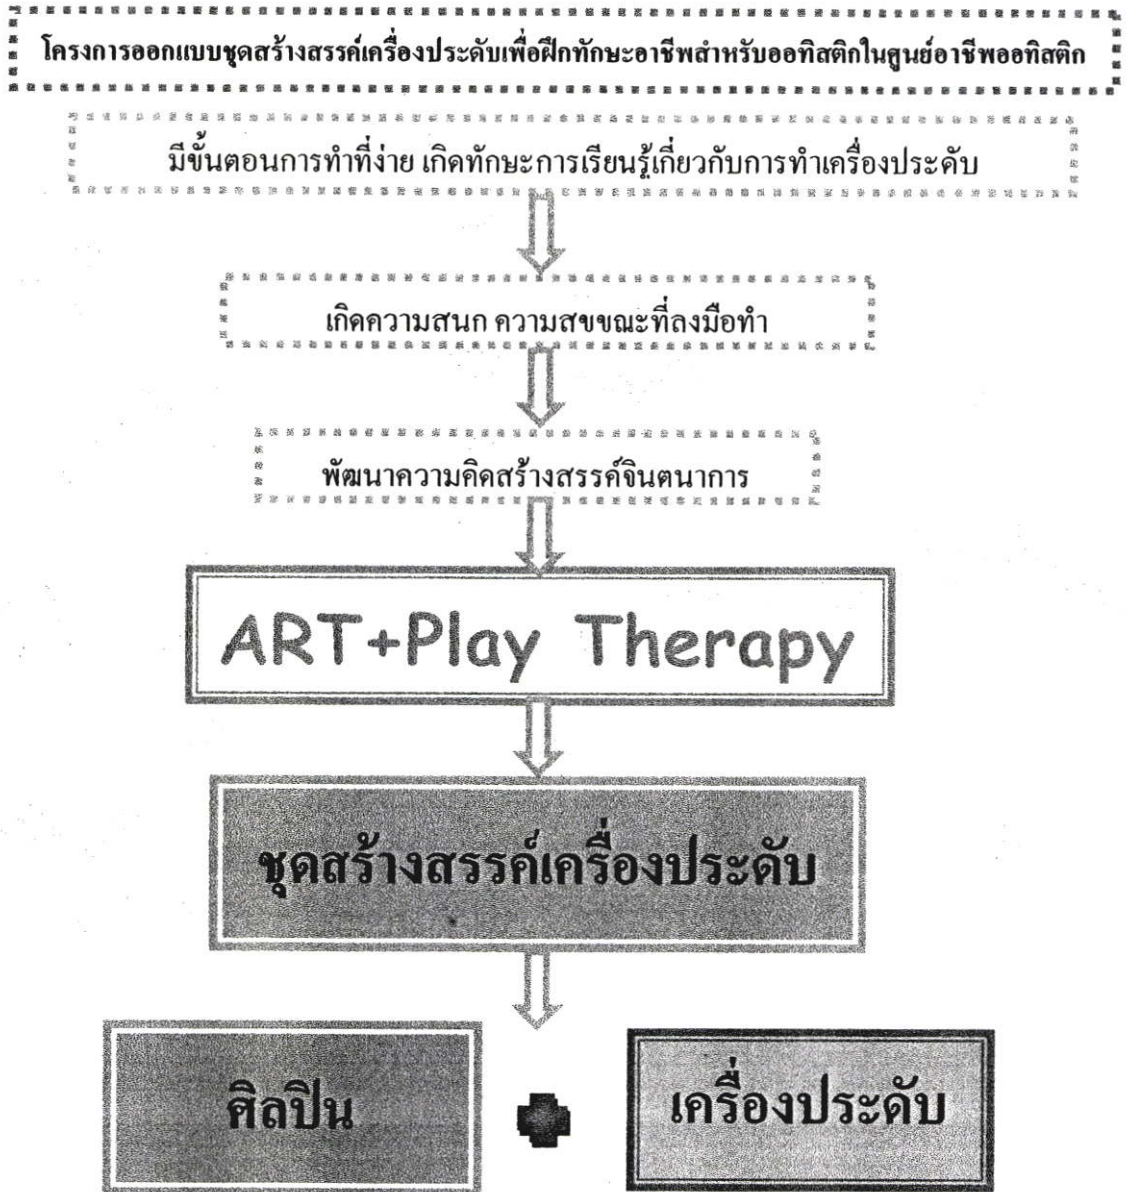 โครงการออกแบบชุดสร้างสรรค์เครื่องประดับเพื่อฝึกทักษะอาชีพสำหรับออทิสติกในศูนย์อาชีพออทิสติก
มีขั้นตอนการทำที่ง่าย เกิดทักษะการเรียนรู้เกี่ยวกับการทำเครื่องประดับ
เกิดความสนก ความสขขณะที่ลงมือทำ
พัฒนาความคิดสร้างสรรค์จินตนาการ
ART+Play Therapy
ชุดสร้างสรรค์เครื่องประดับ
ศิลปิน
เครื่องประดับ